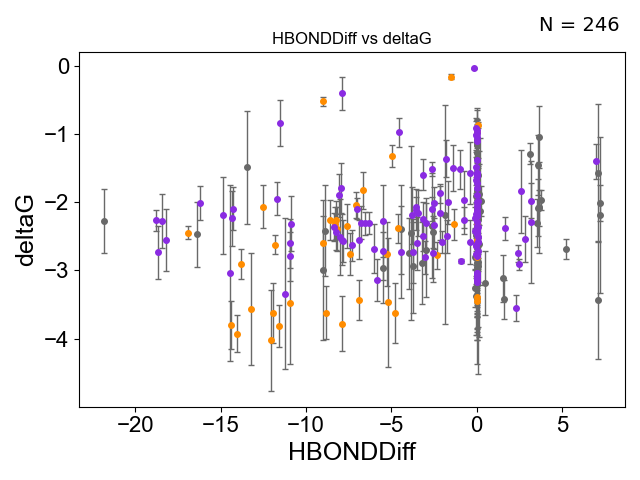 N = 246
HBONDDiff vs deltaG
deltaG
0
−1
−2
−3
−4
−20 −15 −10 −5 0 5
HBONDDiff